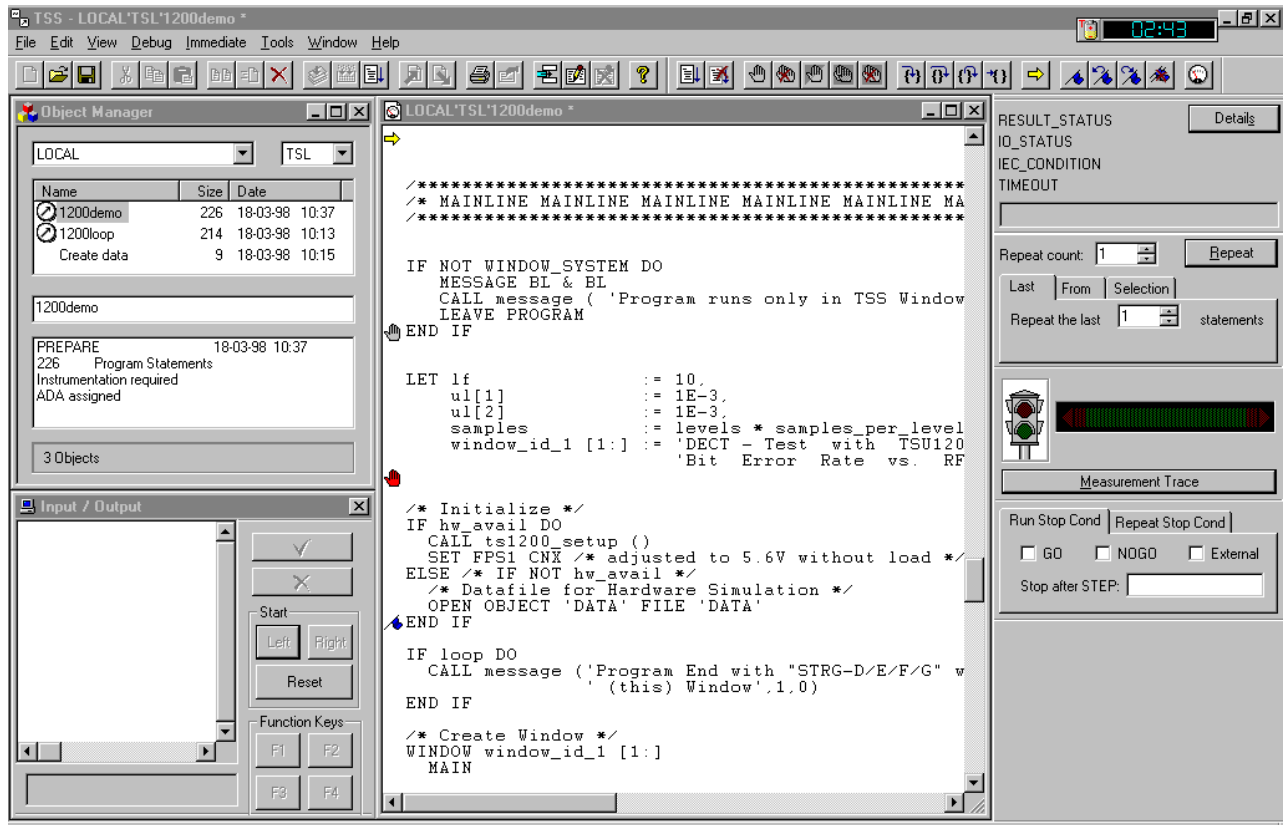 TSS - LOCAL'TSL'1200demo *
02:43
File Edit View Debug Immediate Tools Window Help
Object Manager
LOCAL
TSL
Name Size Date
1200demo 226 18-03-98 10:37
1200loop 214 18-03-98 10:13
Create data 9 18-03-98 10:15
1200demo
PREPARE 18-03-98 10:37
226 Program Statements
Instrumentation required
ADA assigned
3 Objects
Input / Output
Start
Left Right
Reset
Function Keys
F1 F2
F3 F4
LOCAL'TSL'1200demo *
/*************************************************
/* MAINLINE MAINLINE MAINLINE MAINLINE MAINLINE MA
/*************************************************
IF NOT WINDOW_SYSTEM DO
MESSAGE BL & BL
CALL message ( 'Program runs only in TSS Window
LEAVE PROGRAM
END IF
LET lf := 10,
ul[1] := 1E-3,
ul[2] := 1E-3,
samples := levels * samples_per_level
window_id_1 [1:] := 'DECT - Test with TSU120
'Bit Error Rate vs. RF
/* Initialize */
IF hw_avail DO
CALL ts1200_setup ()
SET FPS1 CNX /* adjusted to 5.6V without load */
ELSE /* IF NOT hw_avail */
/* Datafile for Hardware Simulation */
OPEN OBJECT 'DATA' FILE 'DATA'
END IF
IF loop DO
CALL message ('Program End with "STRG-D/E/F/G" w
' (this) Window',1,0)
END IF
/* Create Window */
WINDOW window_id_1 [1:]
MAIN
RESULT_STATUS
Details
IO_STATUS
IEC_CONDITION
TIMEOUT
Repeat count: 1 Repeat
Last From Selection
Repeat the last 1 statements
Measurement Trace
Run Stop Cond Repeat Stop Cond
GO NOGO External
Stop after STEP: